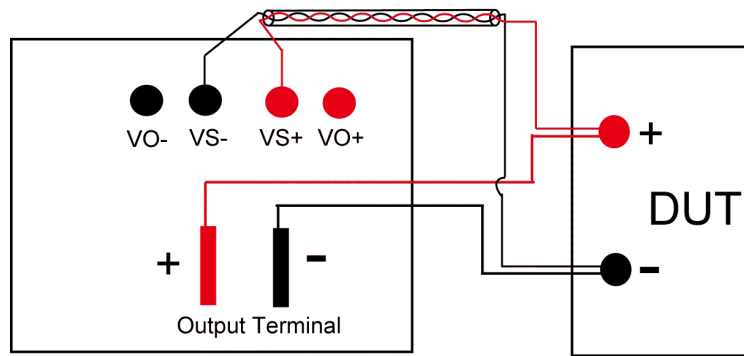 VO- VS- VS+ VO+
+
DUT
+ -
-
Output Terminal